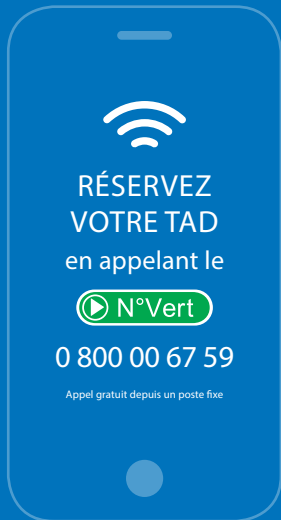 RÉSERVEZ
VOTRE TAD
en appelant le
N°Vert
0 800 00 67 59
Appel gratuit depuis un poste fixe